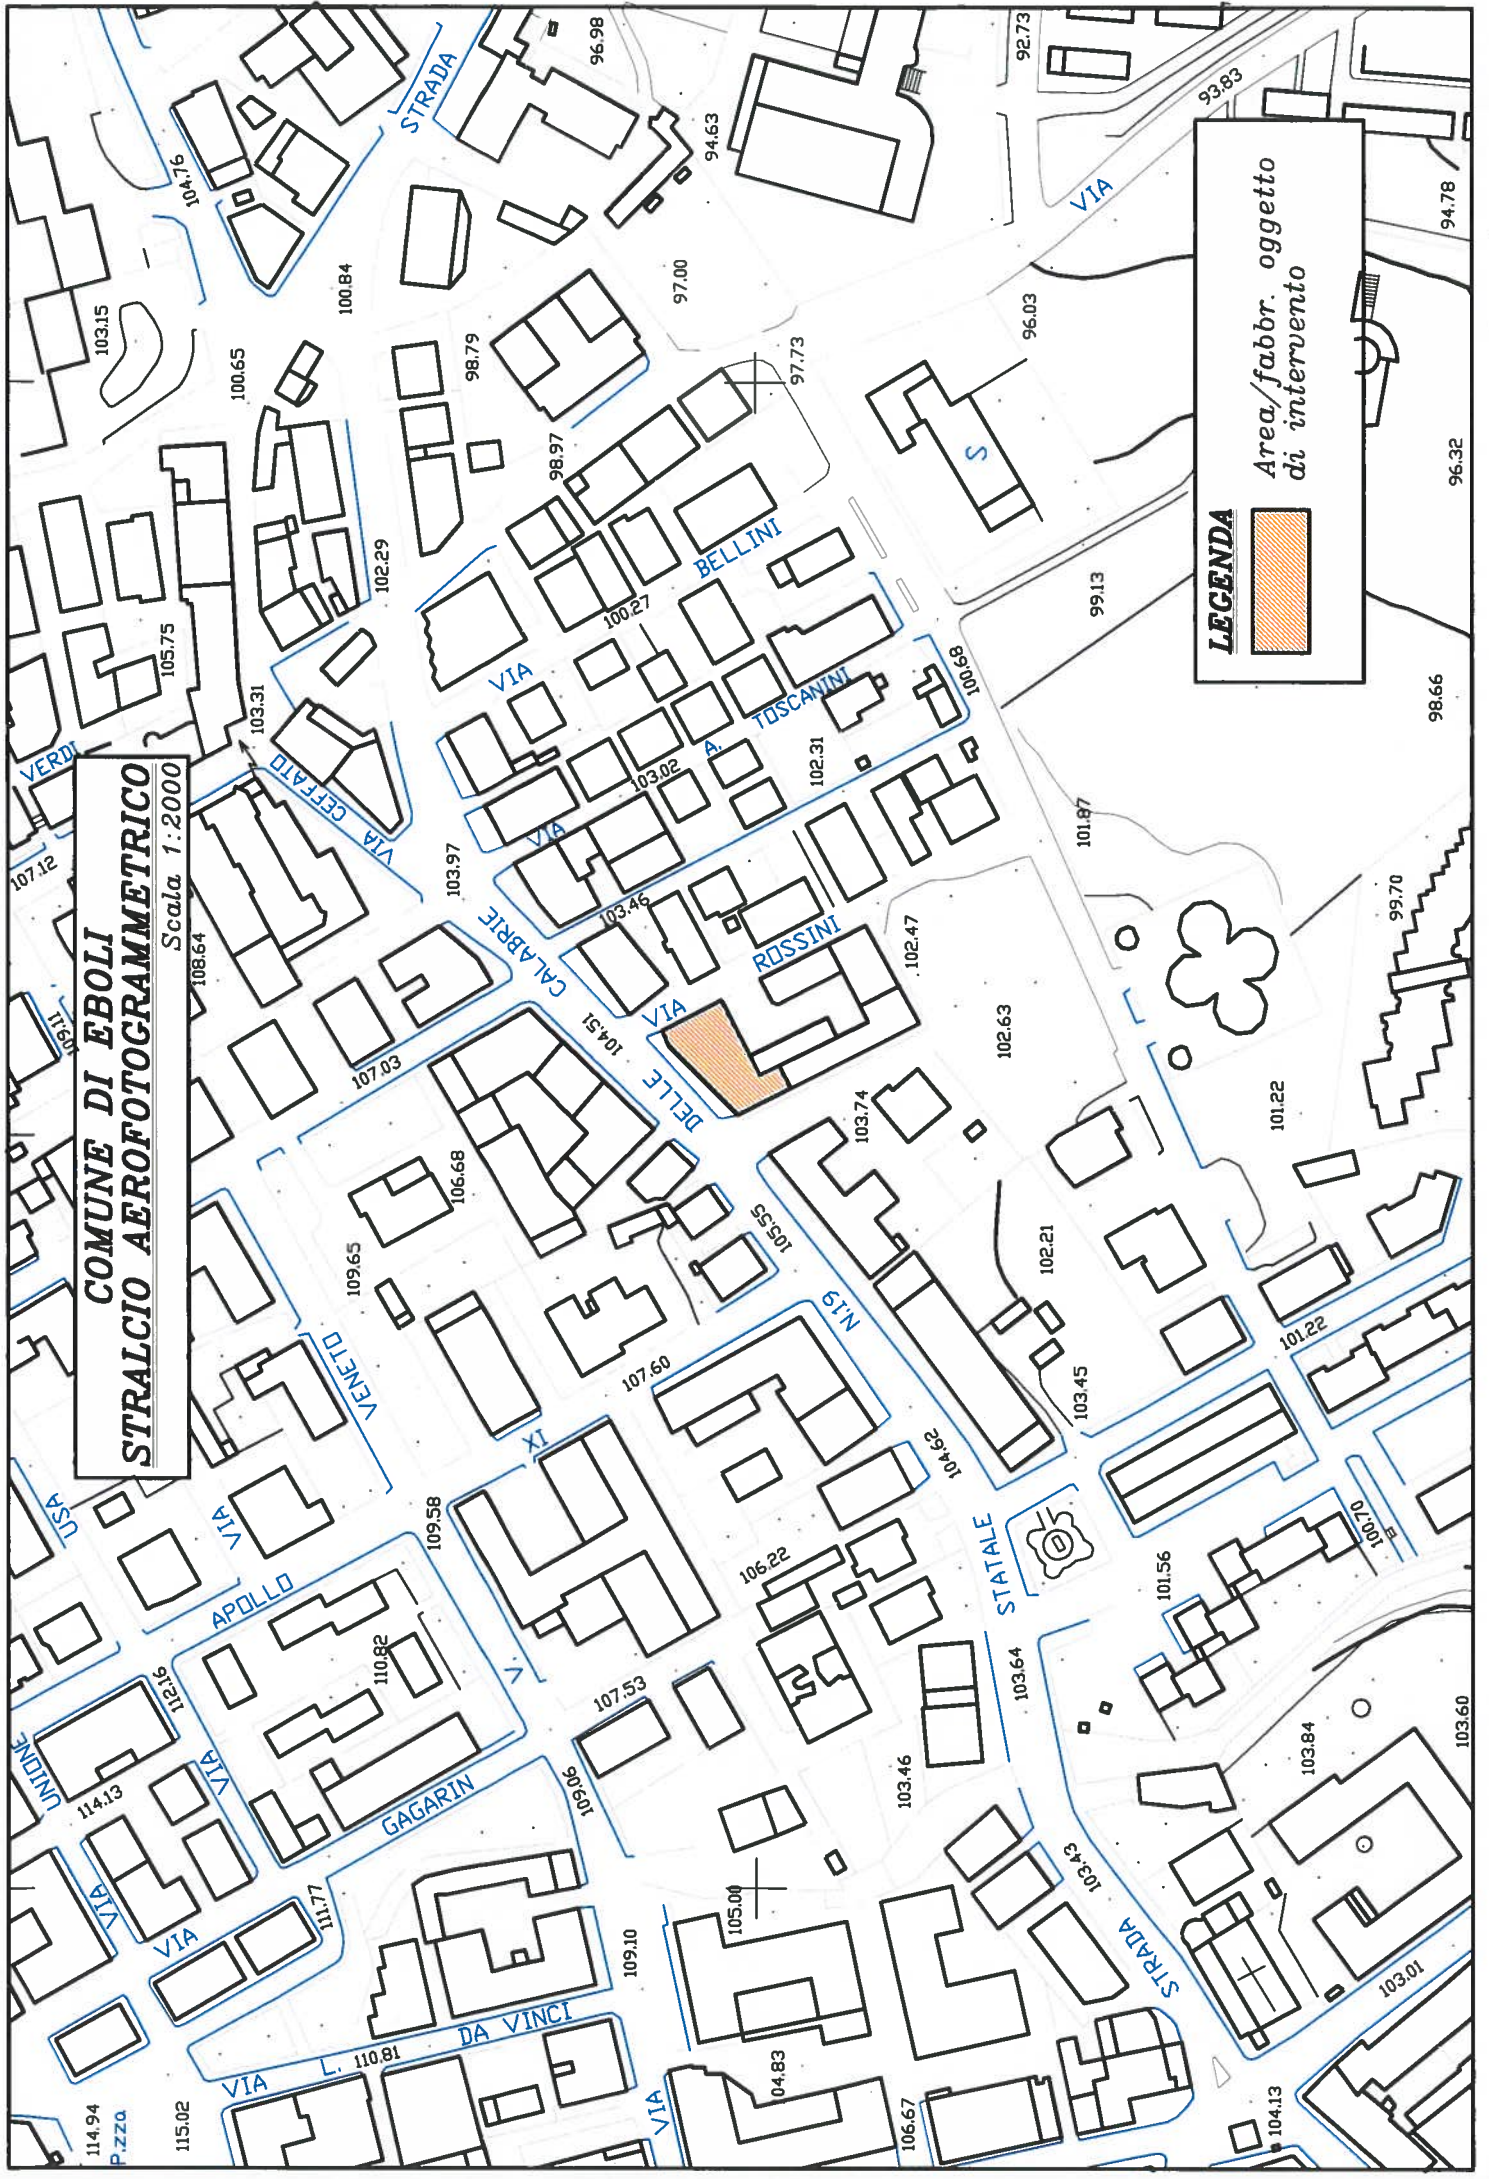 COMUNE DI EBOLI
STRALCIO AEROFOTOGRAMMETRICO
Scala 1:2000
LEGENDA
Area/fabbr. oggetto
di intervento
114.94
P.zza
115.02
VIA
L.
110.81
DA VINCI
VIA
04.83
106.67
104.13
VIA
VIA
111.77
109.10
105.00
103.43
STRADA
103.01
UNIONE
114.13
VIA
112.16
GAGARIN
109.06
107.53
103.46
103.64
103.84
103.60
USA
VIA
APOLLO
110.82
V.
109.58
XI
106.22
STATALE
104.62
101.56
100.70
VENETO
109.65
107.60
N.19
103.45
101.22
106.68
105.55
102.21
109.11
107.03
104.51
DELLE
103.74
101.22
102.63
108.64
CALABRIE
VIA
ROSSINI
102.47
107.12
VIA CEFFATO
103.97
103.46
VIA
103.02
A.
TOSCANINI
102.31
101.87
99.70
VERDI
103.31
105.75
VIA
100.27
BELLINI
100.68
99.13
98.66
102.29
98.97
S
96.32
103.15
100.65
100.84
98.79
97.73
97.00
96.03
104.76
STRADA
96.98
94.63
VIA
92.73
93.83
94.78